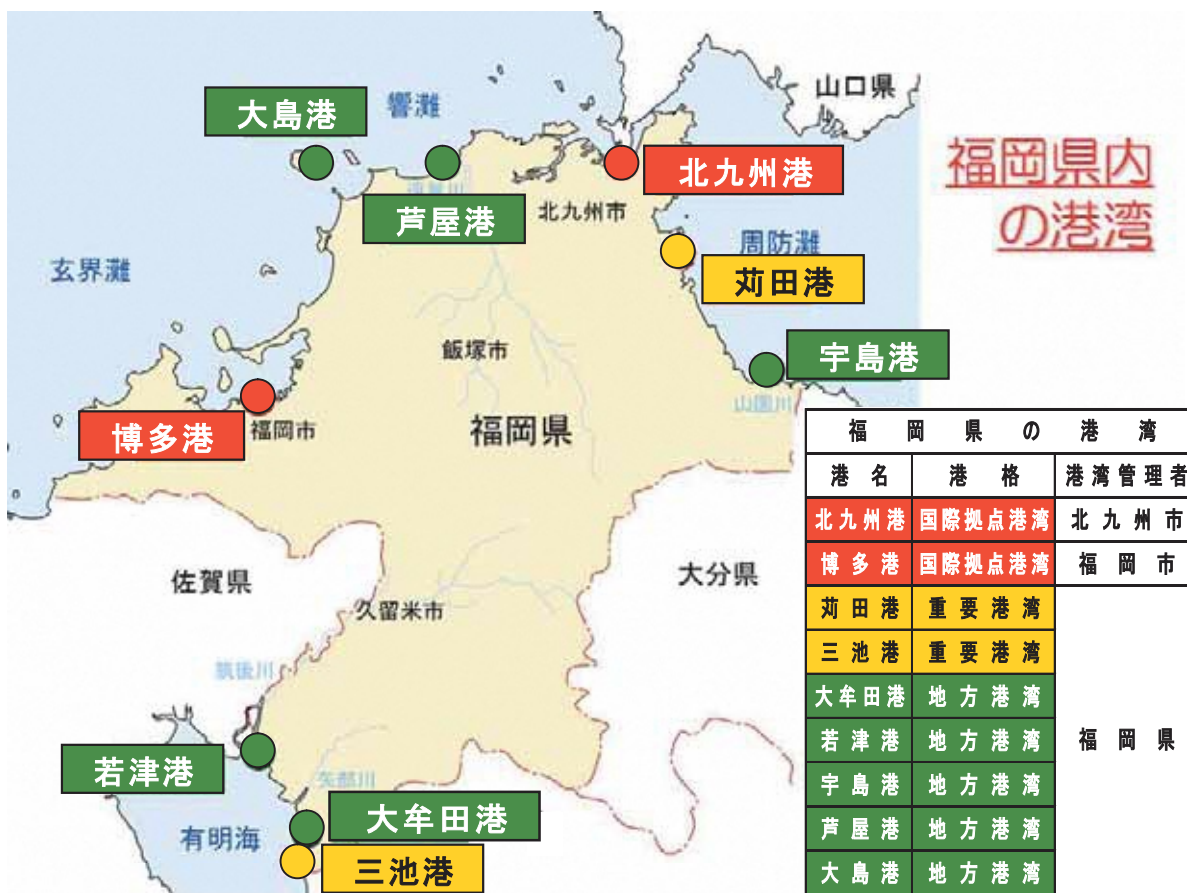 福岡県内
の港湾
山口県
響灘
大島港
北九州港
遠賀川
芦屋港
北九州市
周防灘
玄界灘
苅田港
飯塚市
宇島港
山国川
博多港
福岡市
福岡県
佐賀県
大分県
久留米市
筑後川
若津港
矢部川
大牟田港
有明海
三池港
福岡県の港湾
港名 港格 港湾管理者
北九州港 国際拠点港湾 北九州市
博多港 国際拠点港湾 福岡市
苅田港 重要港湾
三池港 重要港湾
大牟田港 地方港湾
若津港 地方港湾 福岡県
宇島港 地方港湾
芦屋港 地方港湾
大島港 地方港湾